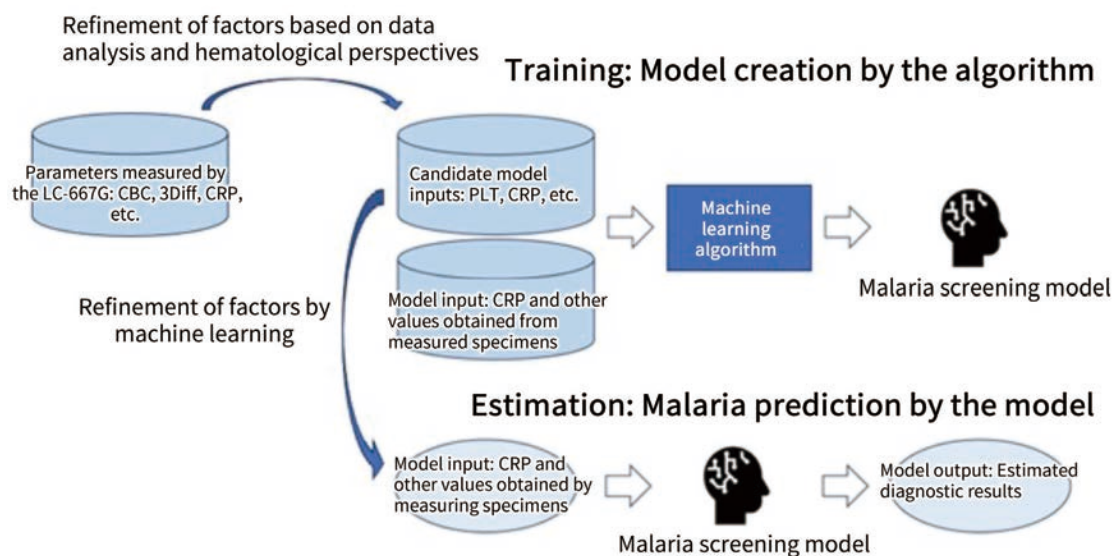 Refinement of factors based on data
analysis and hematological perspectives
Training: Model creation by the algorithm
Parameters measured by
the LC-667G: CBC, 3Diff, CRP,
etc.
Candidate model
inputs: PLT, CRP, etc.
Machine
learning
algorithm
Malaria screening model
Refinement of factors by
machine learning
Model input: CRP and other
values obtained from
measured specimens
Estimation: Malaria prediction by the model
Model input: CRP and
other values obtained by
measuring specimens
Malaria screening model
Model output: Estimated
diagnostic results